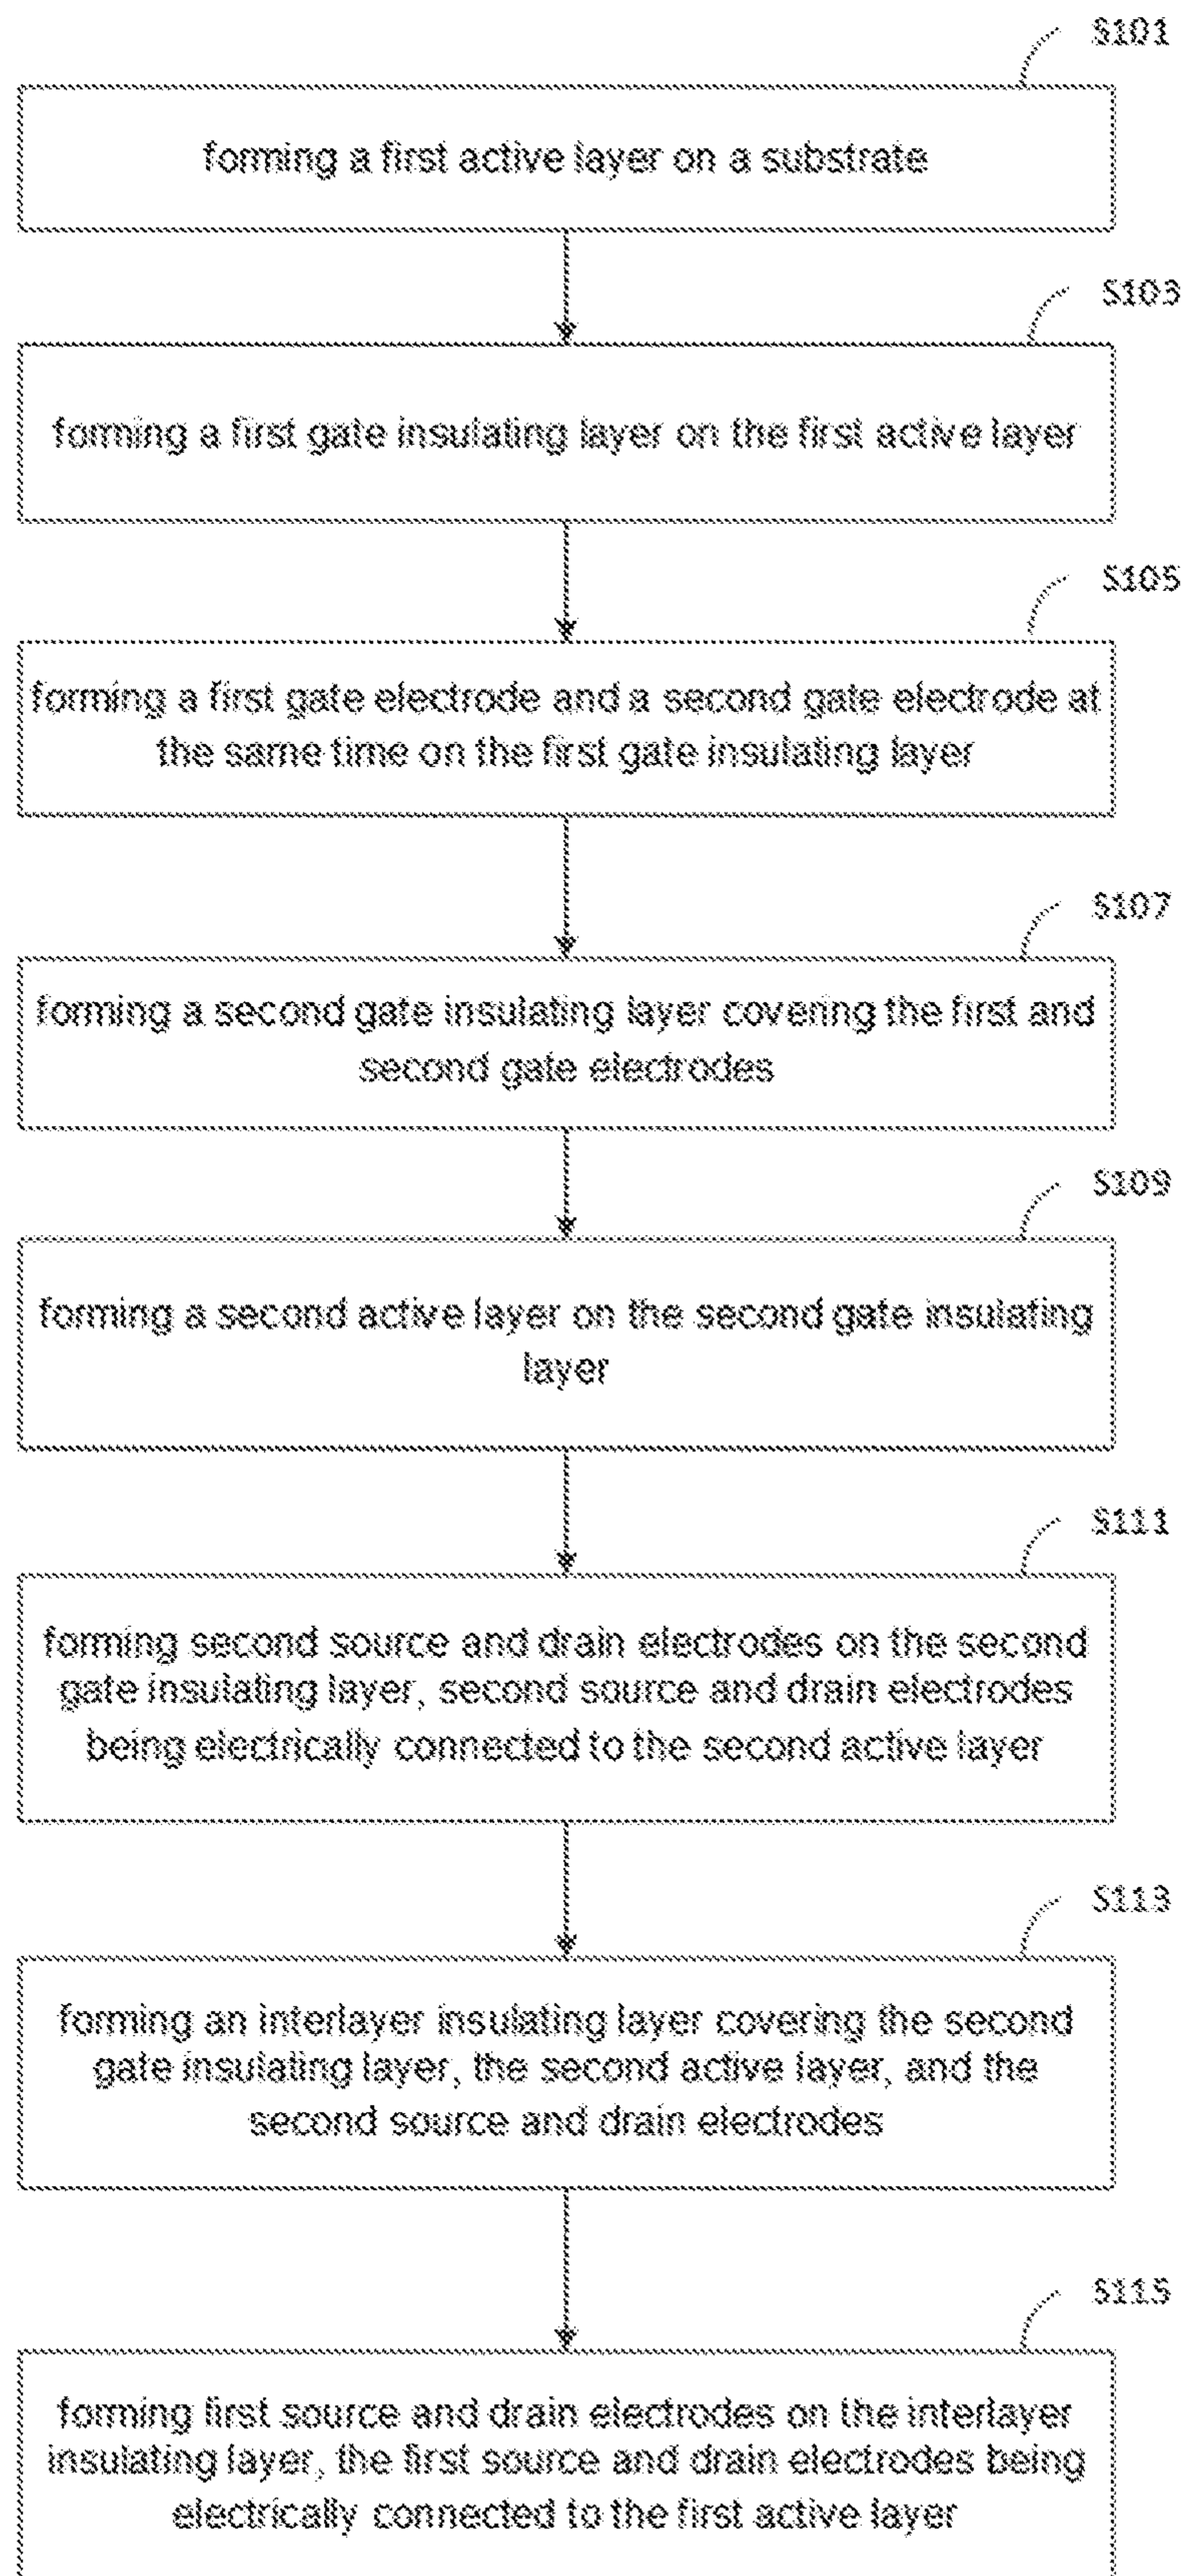 S101
forming a first active layer on a substrate
S103
forming a first gate insulating layer on the first active layer
S105
forming a first gate electrode and a second gate electrode at
the same time on the first gate insulating layer
S107
forming a second gate insulating layer covering the first and
second gate electrodes
S109
forming a second active layer on the second gate insulating
layer
S111
forming second source and drain electrodes on the second
gate insulating layer, second source and drain electrodes
being electrically connected to the second active layer
S113
forming an interlayer insulating layer covering the second
gate insulating layer, the second active layer, and the
second source and drain electrodes
S115
forming first source and drain electrodes on the interlayer
insulating layer, the first source and drain electrodes being
electrically connected to the first active layer